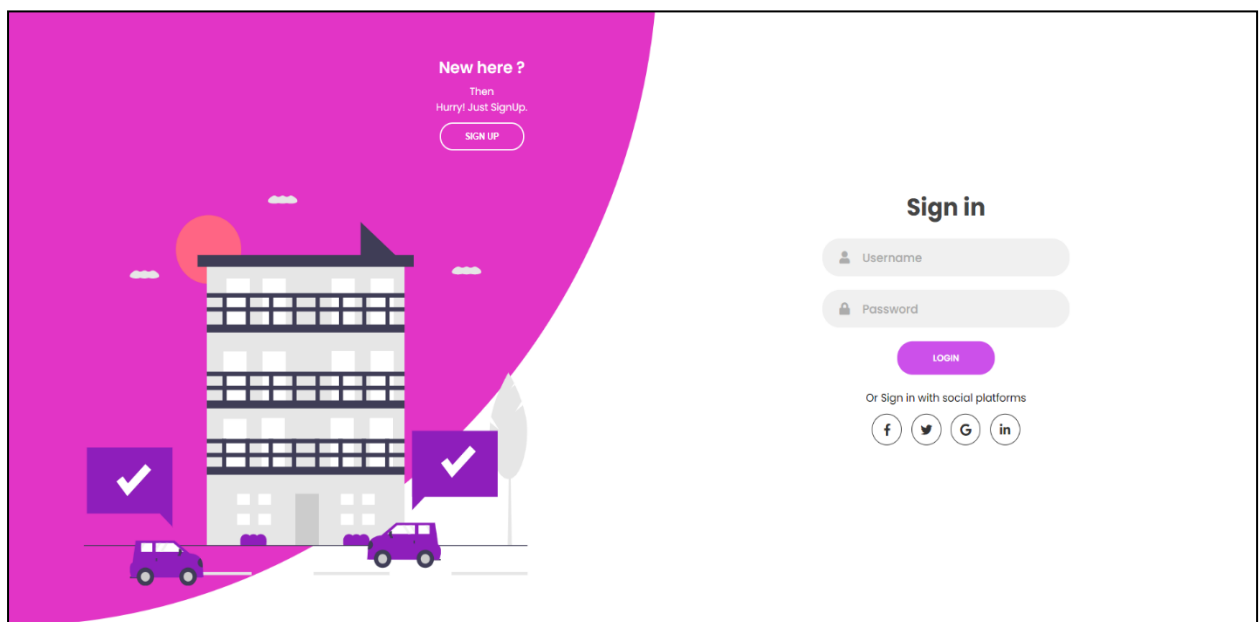 New here ?
Then
Hurry! Just SignUp.
SIGN UP
Sign in
Username
Password
LOGIN
Or Sign in with social platforms